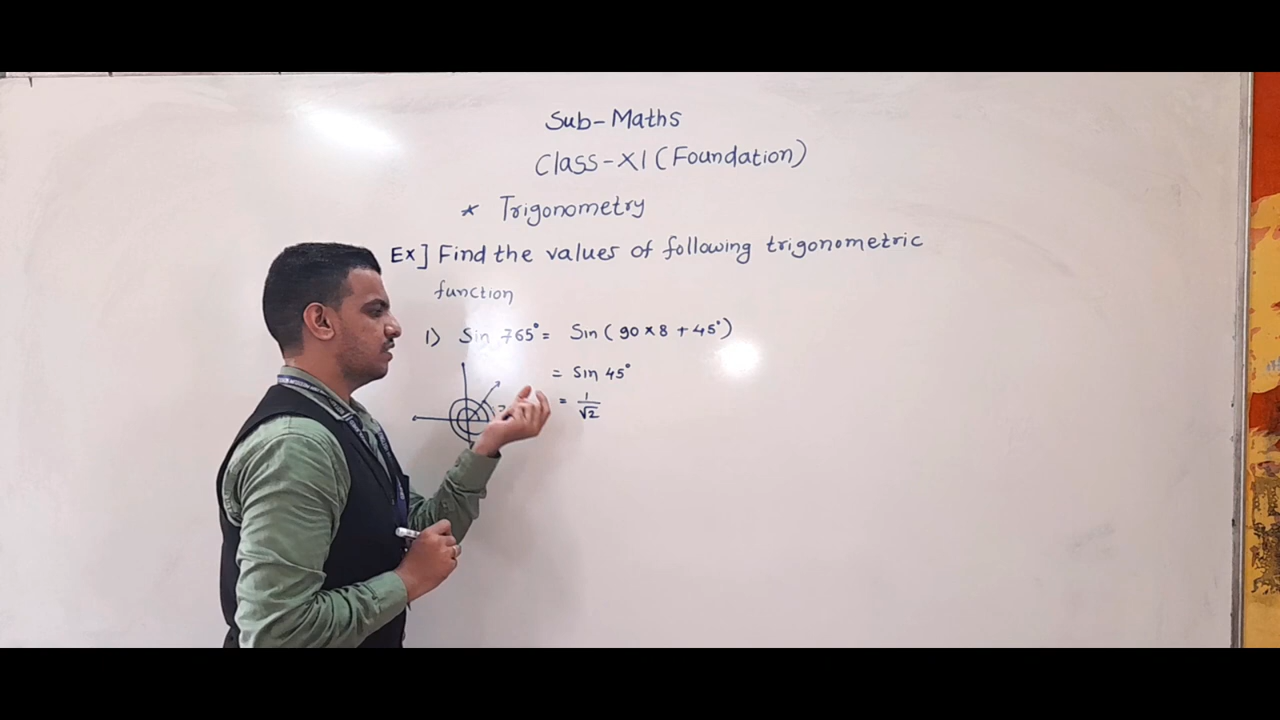 Sub-Maths
Class-XI (Foundation)
* Trigonometry
Ex] Find the values of following trigonometric
function
1) Sin 765° = Sin (90 × 8 + 45°)
= Sin 45°
= 1/√2